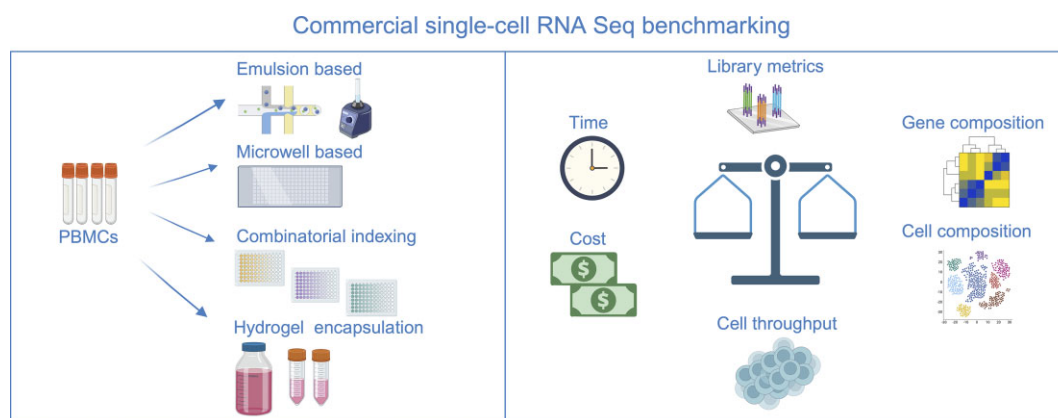 Commercial single-cell RNA Seq benchmarking
Emulsion based
Microwell based
PBMCs
Combinatorial indexing
Hydrogel encapsulation
Library metrics
Time
Gene composition
Cost
$
$
Cell composition
Cell throughput